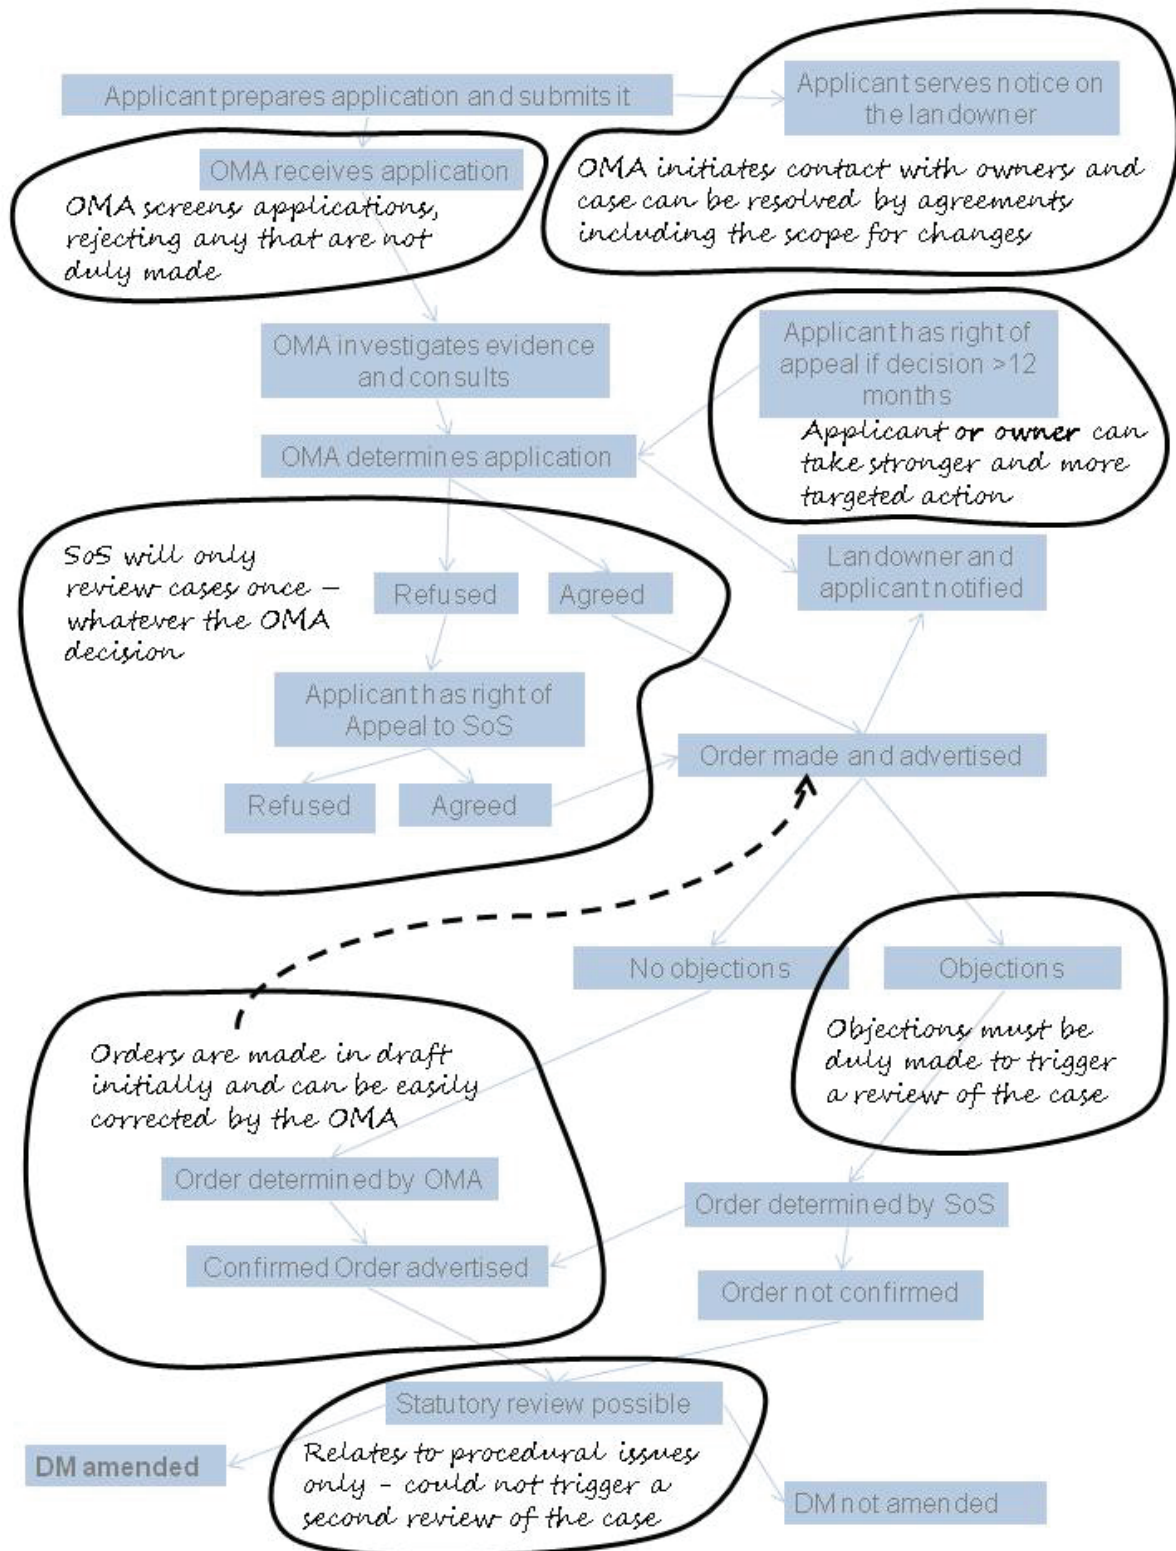 Applicant prepares application and submits it
Applicant serves notice on
the landowner
OMA receives application
OMA screens applications,
rejecting any that are not
duly made
OMA initiates contact with owners and
case can be resolved by agreements
including the scope for changes
OMA investigates evidence
and consults
Applicant has right of
appeal if decision >12
months
Applicant or owner can
take stronger and more
targeted action
OMA determines application
SoS will only
review cases once –
whatever the OMA
decision
Refused
Agreed
Landowner and
applicant notified
Applicant has right of
Appeal to SoS
Refused
Agreed
Order made and advertised
No objections
Objections
Objections must be
duly made to trigger
a review of the case
Orders are made in draft
initially and can be easily
corrected by the OMA
Order determined by OMA
Order determined by SoS
Confirmed Order advertised
Order not confirmed
Statutory review possible
Relates to procedural issues
only - could not trigger a
second review of the case
DM amended
DM not amended